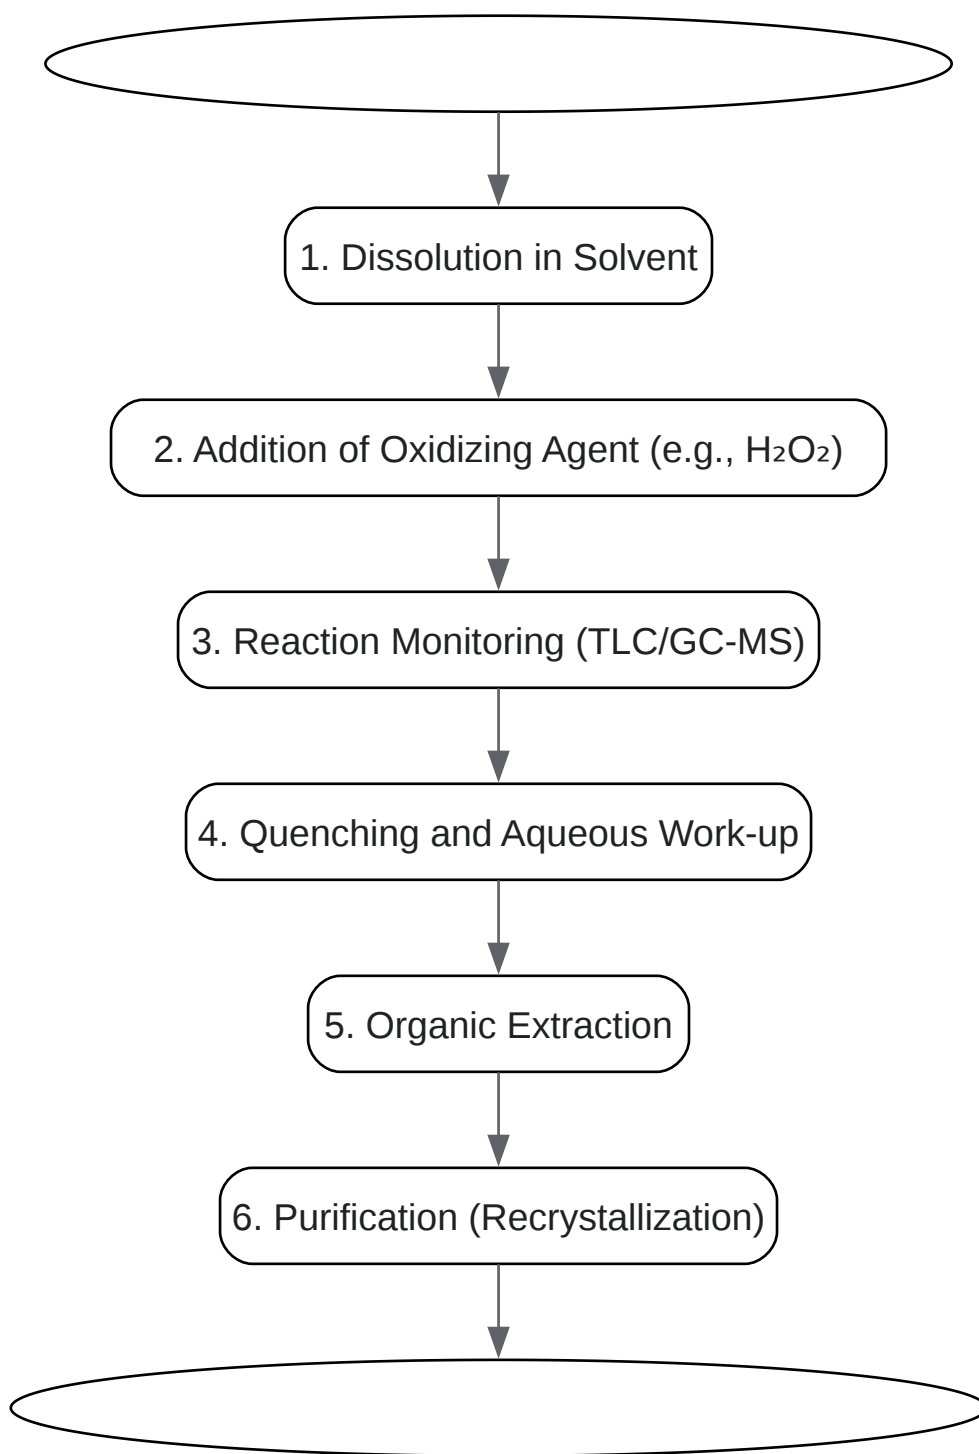 1. Dissolution in Solvent
2. Addition of Oxidizing Agent (e.g., H₂O₂)
3. Reaction Monitoring (TLC/GC-MS)
4. Quenching and Aqueous Work-up
5. Organic Extraction
6. Purification (Recrystallization)